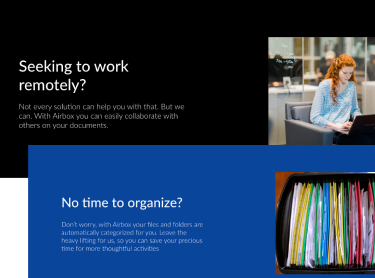 Seeking to work
remotely?
Not every solution can help you with that. But we
can. With Airbox you can easily collaborate with
others on your documents.
No time to organize?
Don't worry, with Airbox your files and folders are
automatically categorized for you. Leave the
heavy lifting for us, so you can save your precious
time for more thoughtful activities